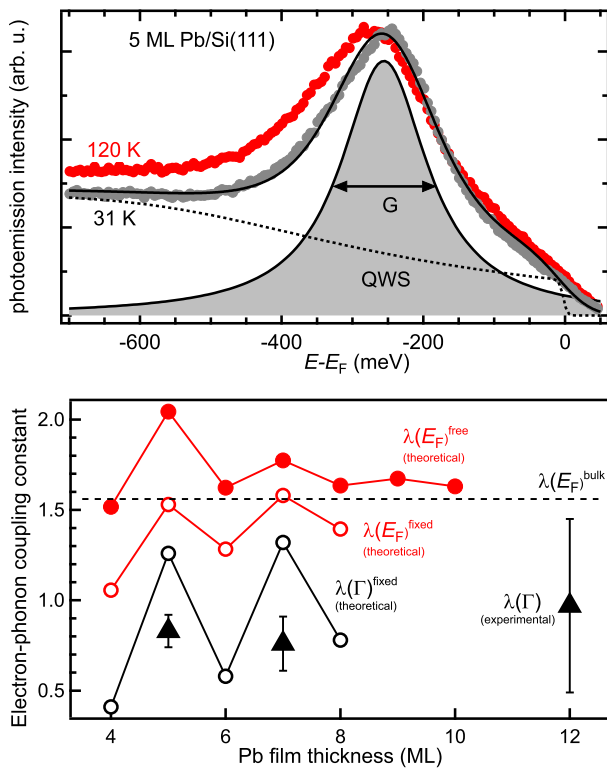 5 ML Pb/Si(111)
photoemission intensity (arb. u.)
120 K
31 K
G
QWS
-600
-400
-200
0
E-EF (meV)
Electron-phonon coupling constant
2.0
1.5
1.0
0.5
λ(EF)free
(theoretical)
λ(EF)bulk
λ(EF)fixed
(theoretical)
λ(Γ)fixed
(theoretical)
λ(Γ)
(experimental)
4
6
8
10
12
Pb film thickness (ML)